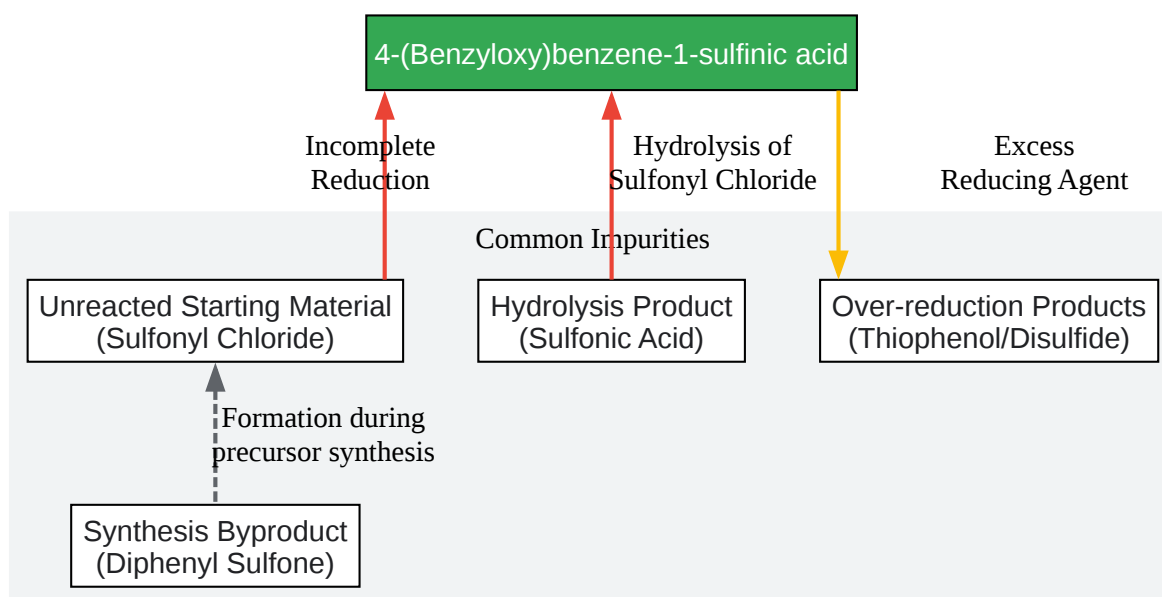 4-(Benzyloxy)benzene-1-sulfinic acid
Incomplete
Reduction
Hydrolysis of
Sulfonyl Chloride
Excess
Reducing Agent
Common Impurities
Unreacted Starting Material
(Sulfonyl Chloride)
Hydrolysis Product
(Sulfonic Acid)
Over-reduction Products
(Thiophenol/Disulfide)
Formation during
precursor synthesis
Synthesis Byproduct
(Diphenyl Sulfone)